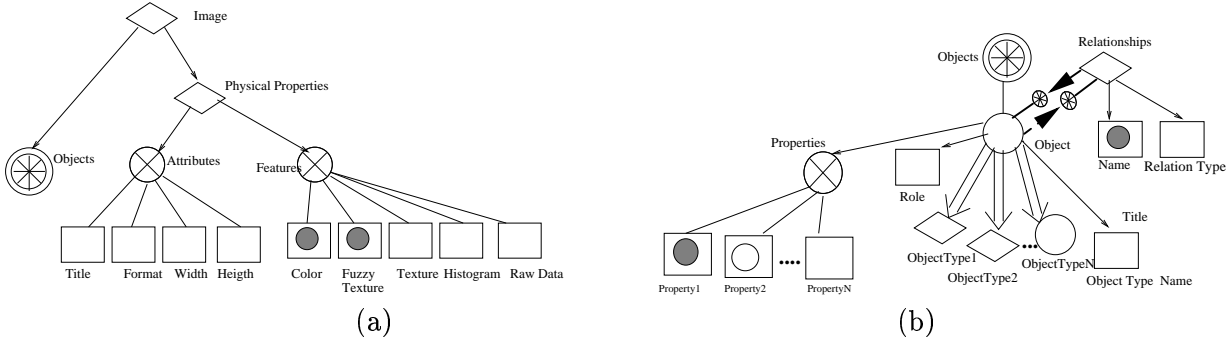 Image
Physical Properties
Objects
Attributes
Features
Title
Format
Width
Heigth
Color
Fuzzy
Texture
Texture
Histogram
Raw Data
(a)
Relationships
Objects
Object
Properties
Name
Relation Type
Role
Title
ObjectType1
ObjectType2
ObjectTypeN
Object Type Name
Property1
Property2
PropertyN
(b)